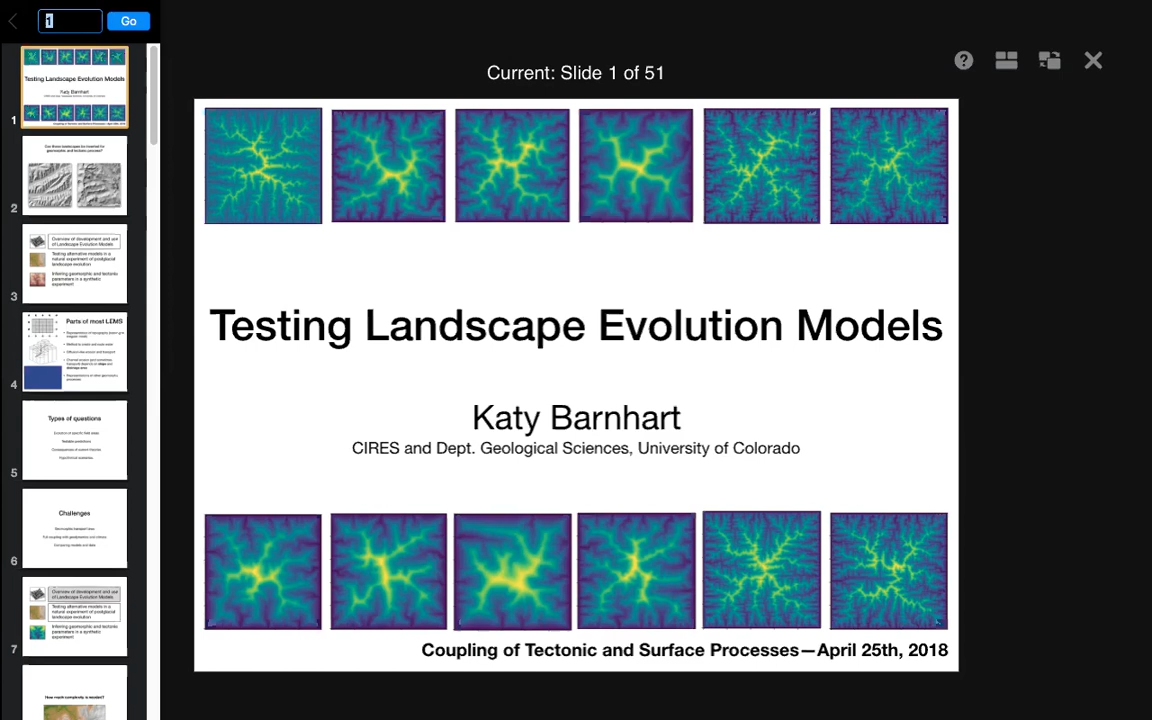 1
Go
Current: Slide 1 of 51
Testing Landscape Evolution Models
Katy Barnhart
CIRES and Dept. Geological Sciences, University of Colorado
Coupling of Tectonic and Surface Processes—April 25th, 2018
Testing Landscape Evolution Models
Katy Barnhart
1
2
Overview of development and use
of Landscape Evolution Models
Testing alternative models in a
natural experiment of postglacial
landscape evolution
Inferring geomorphic and tectonic
parameters in a synthetic
experiment
3
Parts of most LEMS
4
Types of questions
5
Challenges
6
Overview of development and use
of Landscape Evolution Models
Testing alternative models in a
natural experiment of postglacial
landscape evolution
Inferring geomorphic and tectonic
parameters in a synthetic
experiment
7
How much complexity is needed?